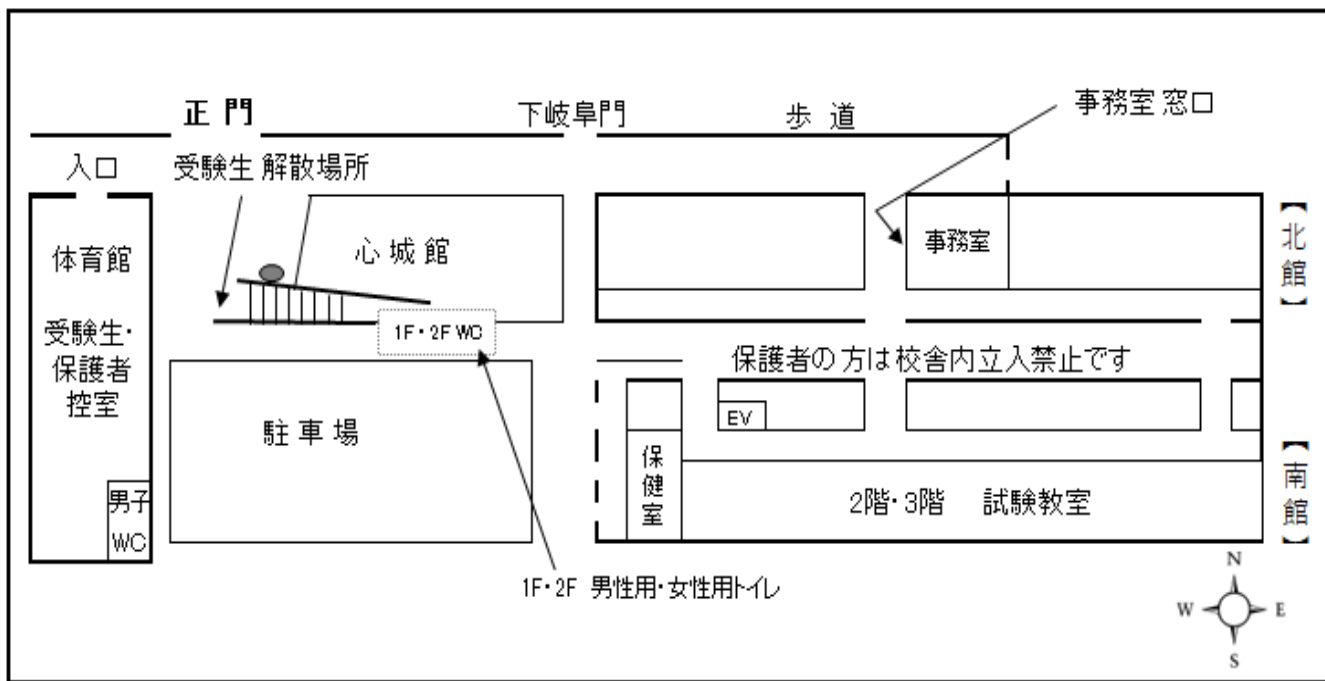 正門
下岐阜門
歩道
事務室 窓口
入口
受験生 解散場所
体育館
受験生・
保護者
控室
男子
WC
心城館
1F・2F WC
駐車場
事務室
【北館】
保護者の方は校舎内立入禁止です
EV
保健室
2階・3階 試験教室
【南館】
1F・2F 男性用・女性用トイレ
N
W
E
S